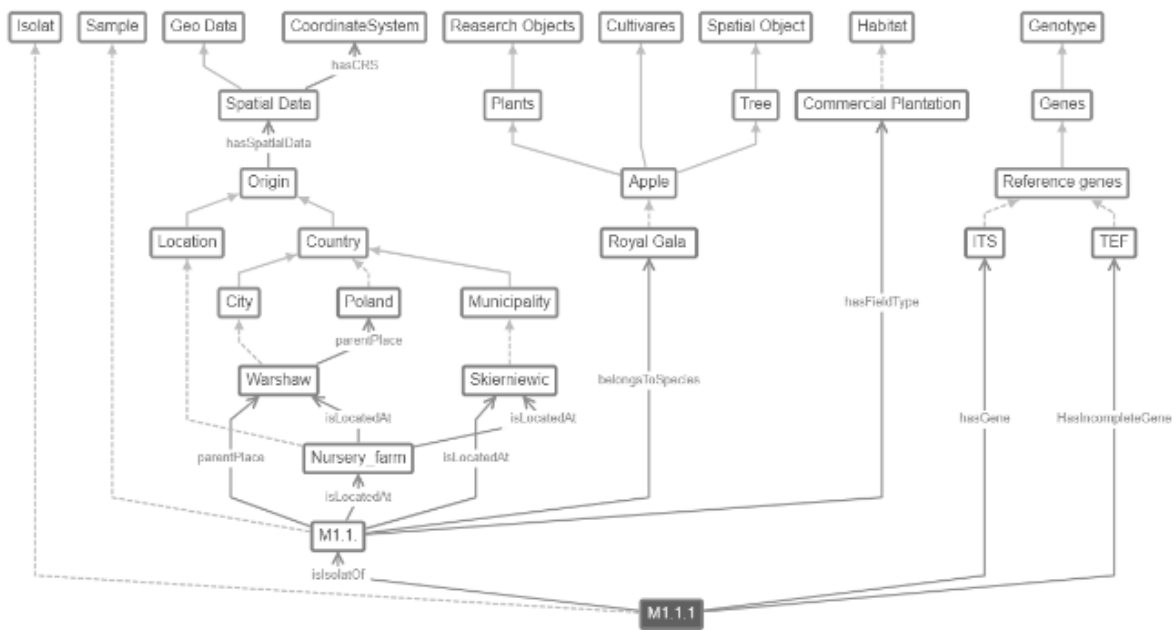 Isolat
Sample
Geo Data
CoordinateSystem
Reaserch Objects
Cultivares
Spatial Object
Habitat
Genotype
hasCRS
Spatial Data
Plants
Tree
Commercial Plantation
Genes
hasSpatialData
Origin
Apple
Reference genes
Location
Country
Royal Gala
ITS
TEF
City
Poland
Municipality
hasFieldType
parentPlace
Warshaw
Skierniewic
belongsToSpecies
isLocatedAt
isLocatedAt
hasGene
HasIncompleteGene
parentPlace
Nursery_farm
isLocatedAt
isLocatedAt
M1.1.
isIsolatOf
M1.1.1